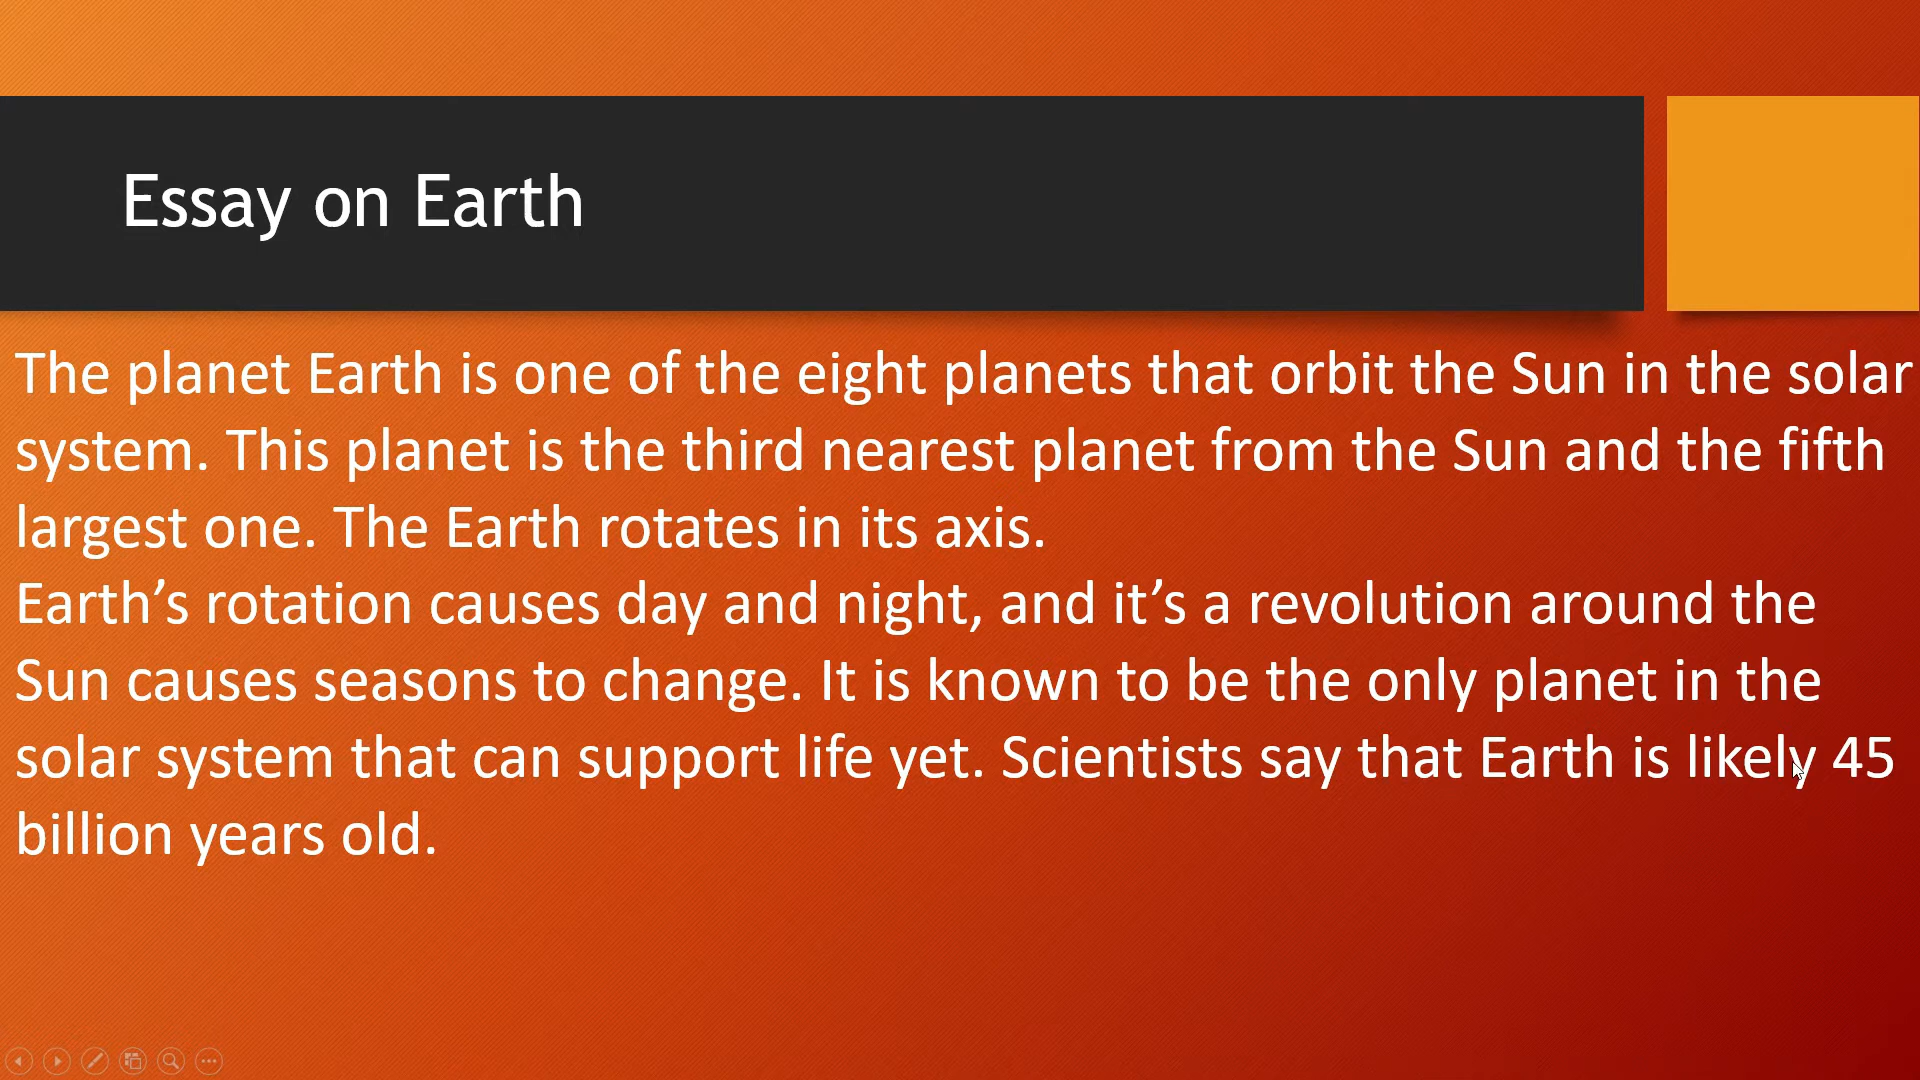 Essay on Earth
The planet Earth is one of the eight planets that orbit the Sun in the solar
system. This planet is the third nearest planet from the Sun and the fifth
largest one. The Earth rotates in its axis.
Earth’s rotation causes day and night, and it’s a revolution around the
Sun causes seasons to change. It is known to be the only planet in the
solar system that can support life yet. Scientists say that Earth is likely 45
billion years old.